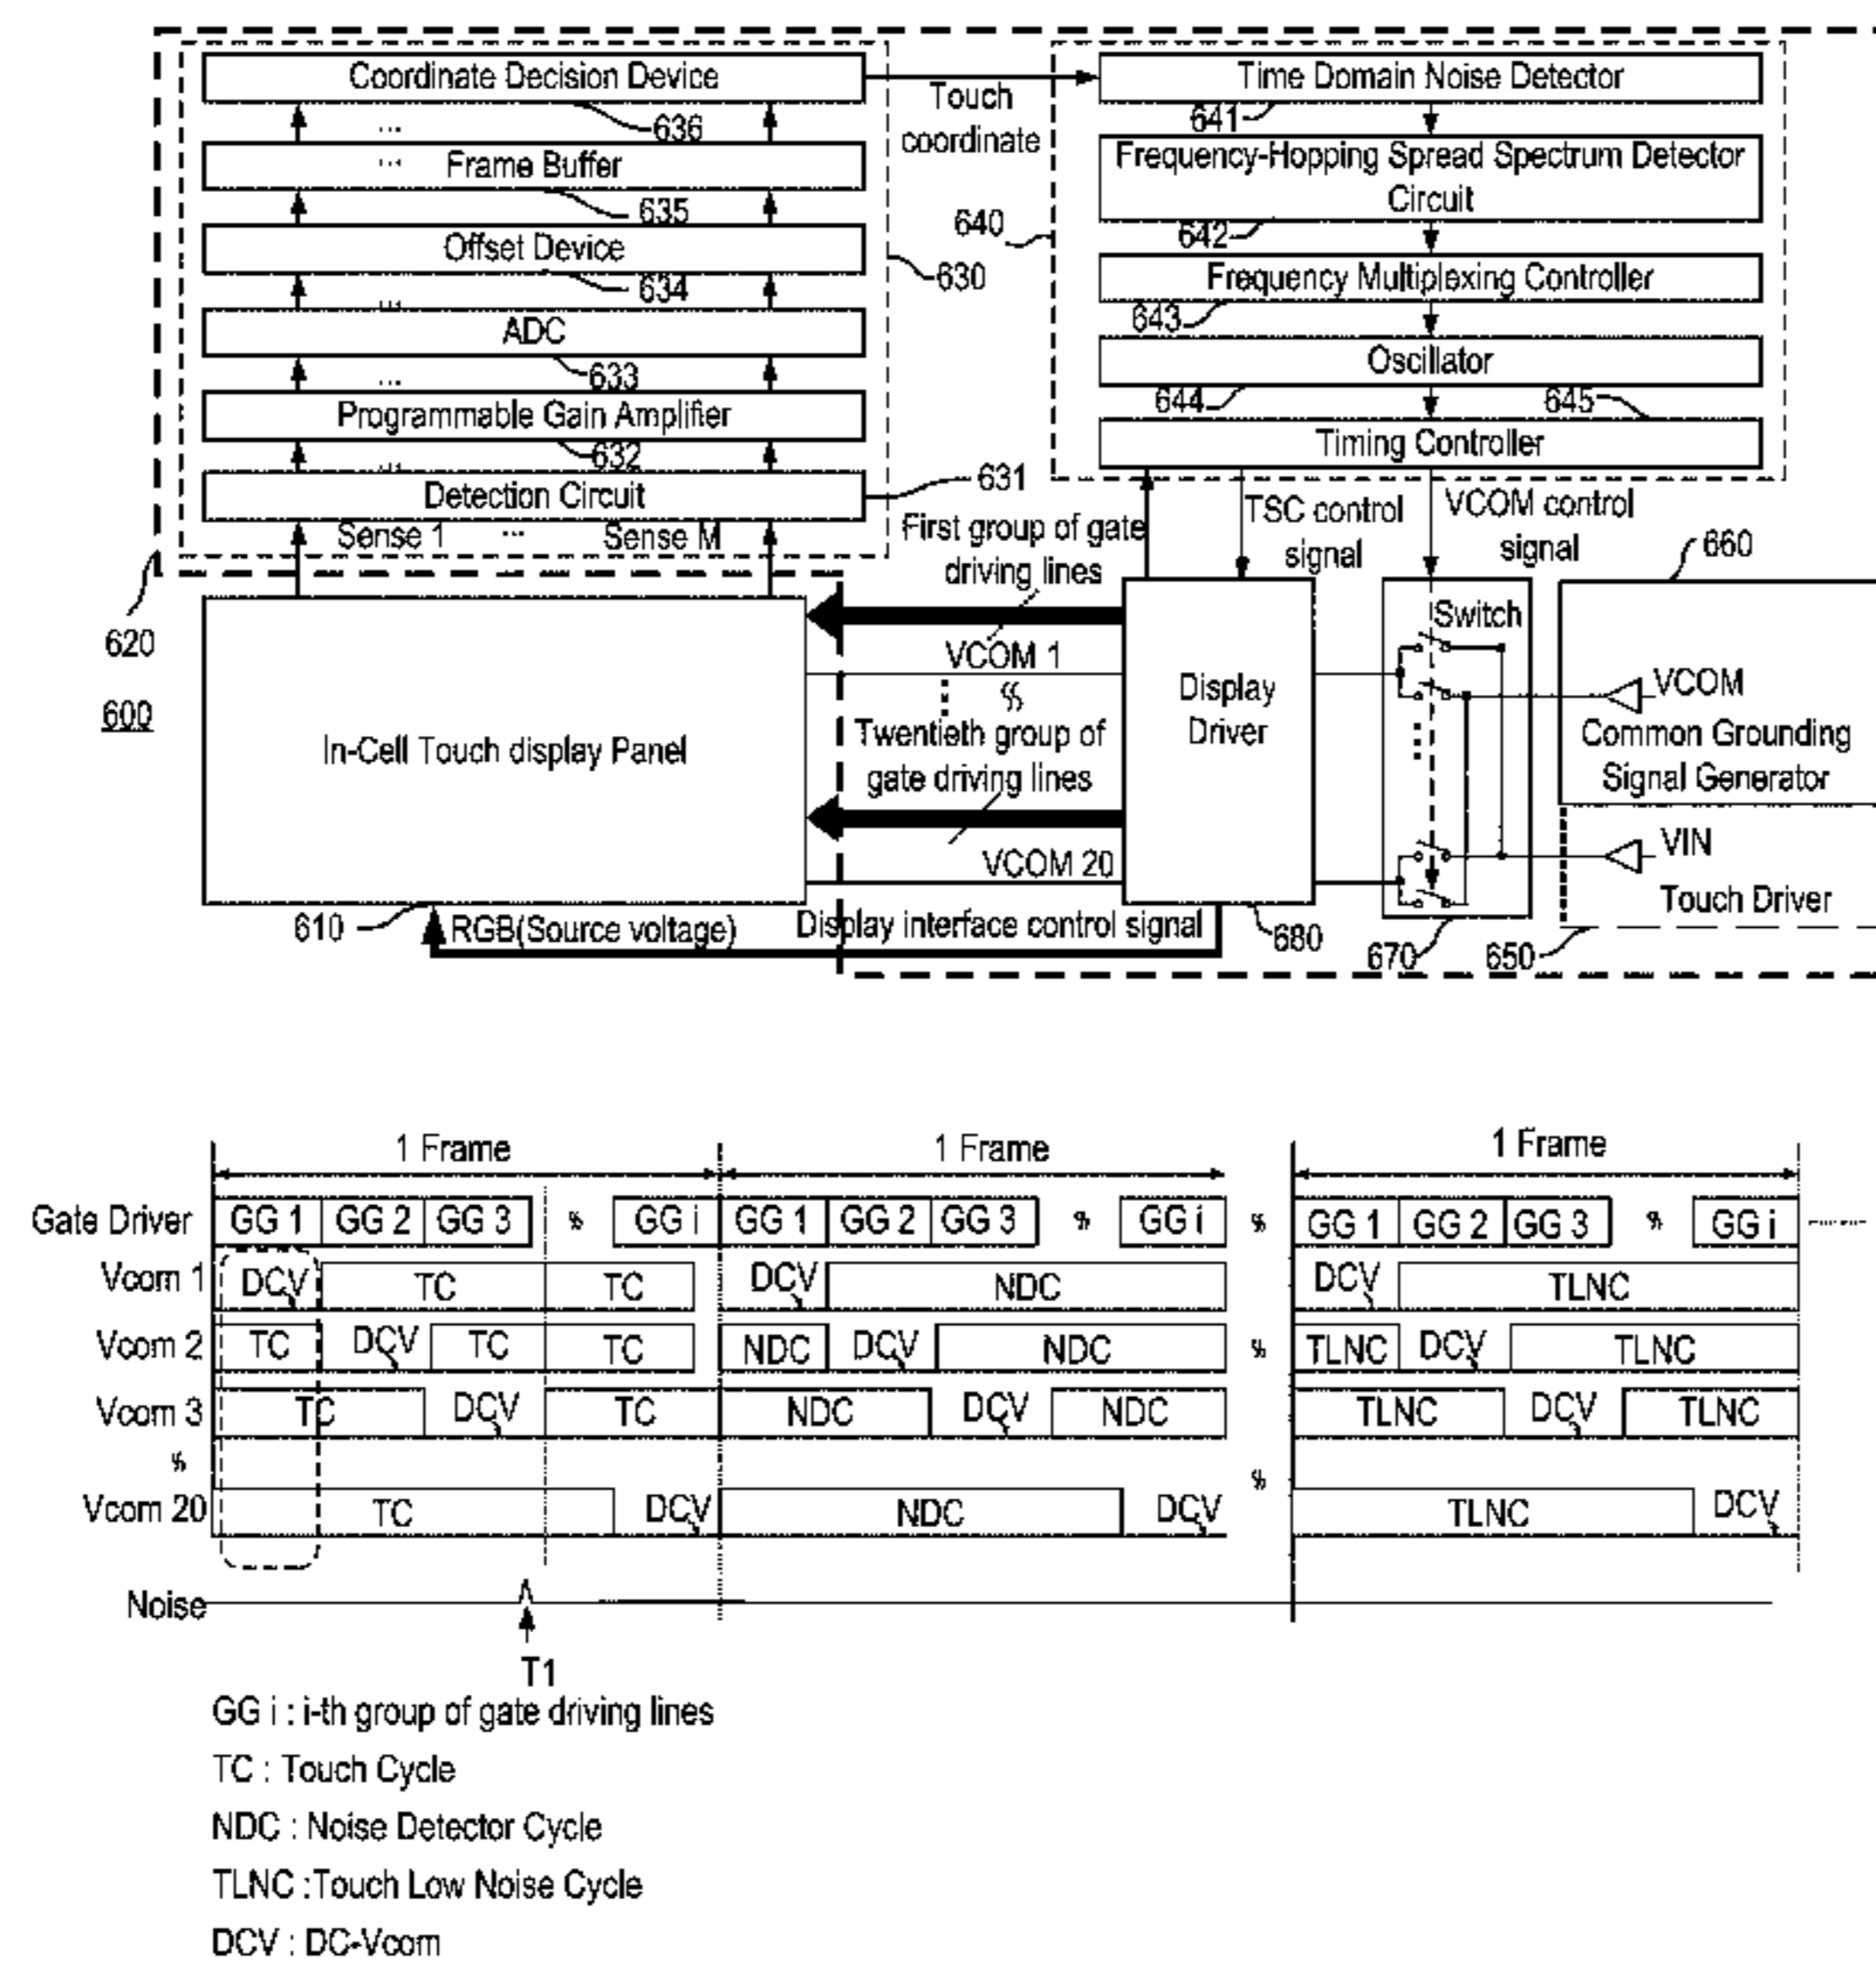 Coordinate Decision Device
636
...
Frame Buffer
...
635
Offset Device
634
...
ADC
633
...
Programmable Gain Amplifier
632
...
Detection Circuit
631
Sense 1 ... Sense M
630
620
600
Touch
coordinate
640
Time Domain Noise Detector
641
Frequency-Hopping Spread Spectrum Detector
Circuit
642
Frequency Multiplexing Controller
643
Oscillator
644
645
Timing Controller
First group of gate
driving lines
TSC control
signal
VCOM control
signal
660
In-Cell Touch display Panel
610
VCOM 1
Twentieth group of
gate driving lines
VCOM 20
Display
Driver
680
Switch
670
VCOM
Common Grounding
Signal Generator
VIN
Touch Driver
650
RGB(Source voltage)
Display interface control signal
1 Frame 1 Frame 1 Frame
Gate Driver GG 1 GG 2 GG 3 GG i GG 1 GG 2 GG 3 GG i GG 1 GG 2 GG 3 GG i
Vcom 1 DCV TC TC DCV NDC DCV TLNC
Vcom 2 TC DCV TC TC NDC DCV NDC TLNC DCV TLNC
Vcom 3 TC DCV TC NDC DCV NDC TLNC DCV TLNC
Vcom 20 TC DCV NDC DCV TLNC DCV
Noise
T1
GG i : i-th group of gate driving lines
TC : Touch Cycle
NDC : Noise Detector Cycle
TLNC :Touch Low Noise Cycle
DCV : DC-Vcom